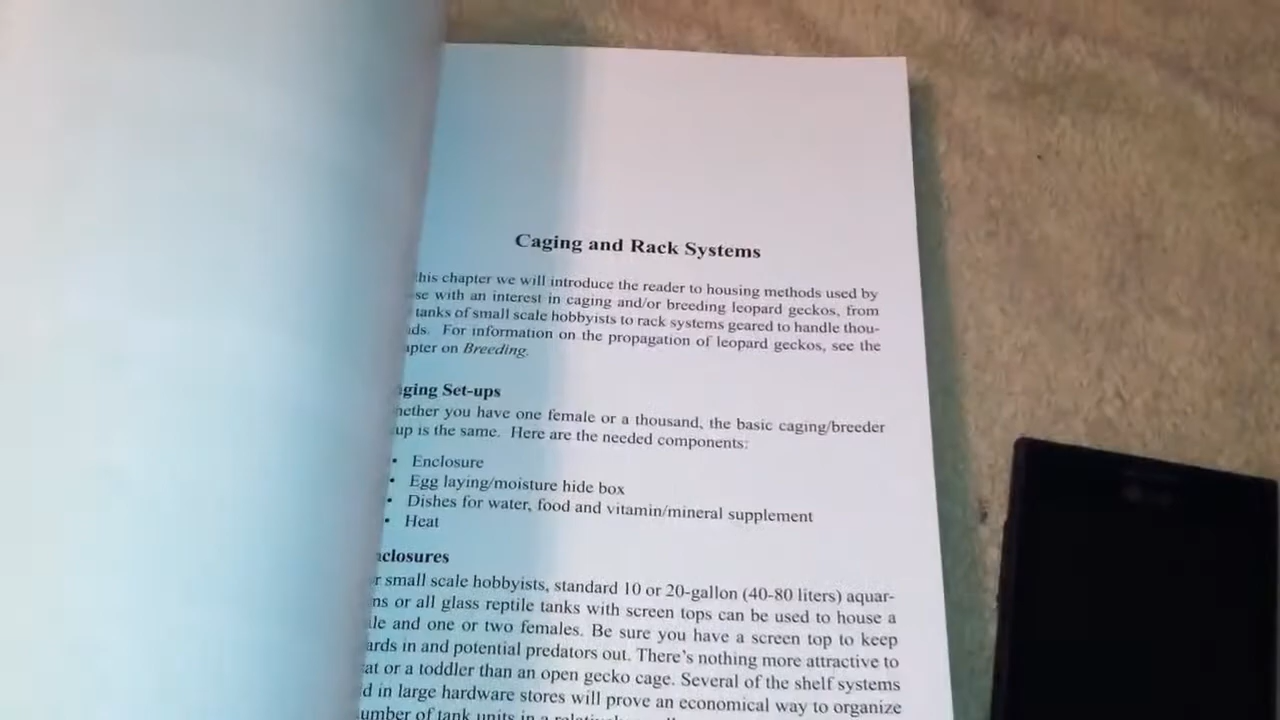 Caging and Rack Systems
this chapter we will introduce the reader to housing methods used by
se with an interest in caging and/or breeding leopard geckos, from
tanks of small scale hobbyists to rack systems geared to handle thou-
ds. For information on the propagation of leopard geckos, see the
apter on Breeding.
ging Set-ups
hether you have one female or a thousand, the basic caging/breeder
up is the same. Here are the needed components:
• Enclosure
• Egg laying/moisture hide box
• Dishes for water, food and vitamin/mineral supplement
• Heat
nclosures
r small scale hobbyists, standard 10 or 20-gallon (40-80 liters) aquar-
ns or all glass reptile tanks with screen tops can be used to house a
le and one or two females. Be sure you have a screen top to keep
ards in and potential predators out. There's nothing more attractive to
at or a toddler than an open gecko cage. Several of the shelf systems
d in large hardware stores will prove an economical way to organize
umber of tank units in a